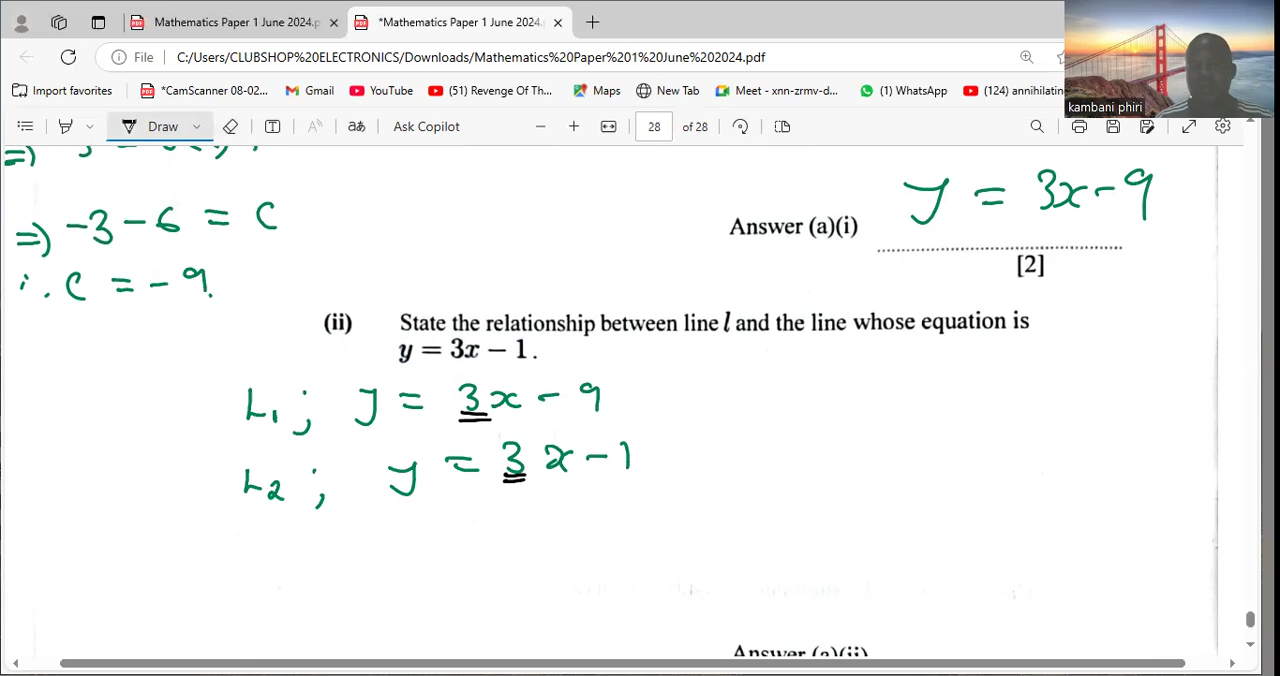 Mathematics Paper 1 June 2024.p
*Mathematics Paper 1 June 2024.
File C:/Users/CLUBSHOP%20ELECTRONICS/Downloads/Mathematics%20Paper%201%20June%202024.pdf
Import favorites *CamScanner 08-02... Gmail YouTube (51) Revenge Of Th... Maps New Tab Meet - xnn-zrmv-d... (1) WhatsApp (124) annihilatin
kambani phiri
Draw aあ Ask Copilot 28 of 28
⇒) -3 - 6 = C
∴ C = -9.
y = 3x - 9
Answer (a)(i)
[2]
(ii) State the relationship between line l and the line whose equation is
y = 3x − 1.
L1 ; y = 3x - 9
L2 ; y = 3x - 1
Answer (a)(ii)